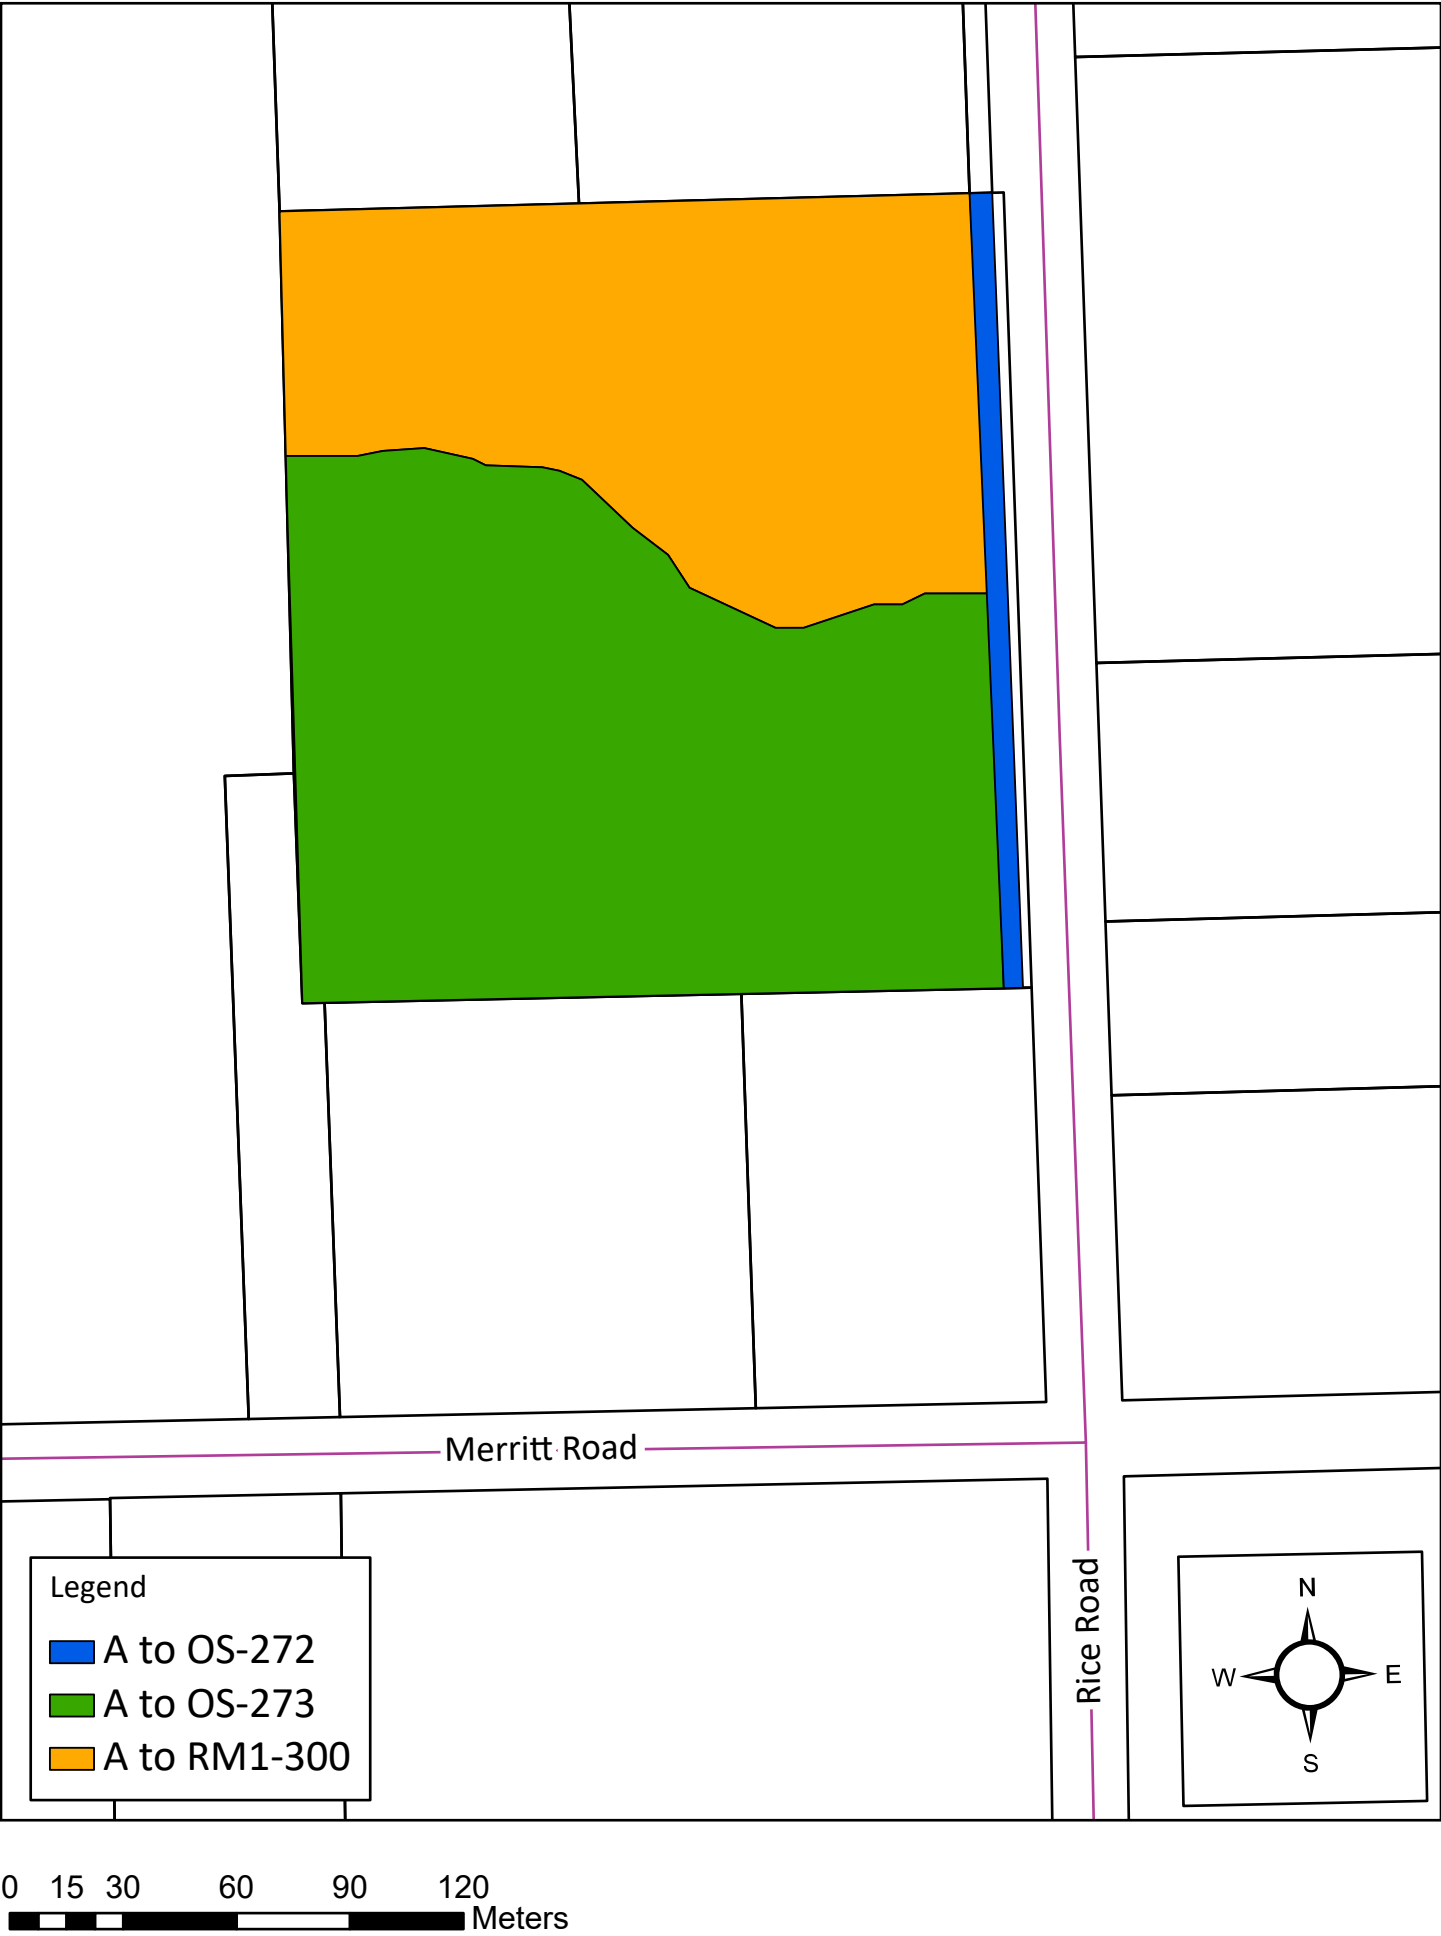 Merritt Road
Rice Road
Legend
A to OS-272
A to OS-273
A to RM1-300
N
W E
S
0 15 30 60 90 120
Meters